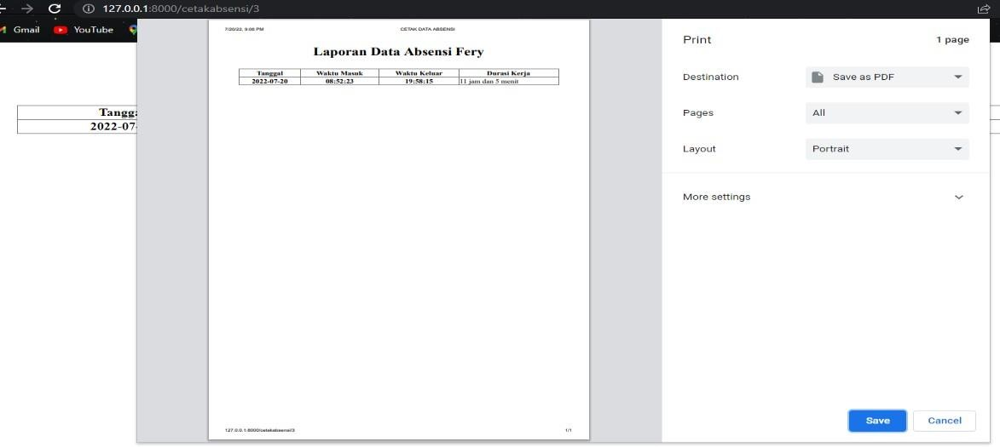 127.0.0.1:8000/cetakabsensi/3
Gmail YouTube
7/20/22, 9:08 PM CETAK DATA ABSENSI
Laporan Data Absensi Fery
Tanggal Waktu Masuk Waktu Keluar Durasi Kerja
2022-07-20 08:52:23 19:58:15 11 jam dan 5 menit
127.0.0.1:8000/cetakabsensi/3 1/1
Tangga
2022-07-
Print 1 page
Destination Save as PDF
Pages All
Layout Portrait
More settings
Save Cancel